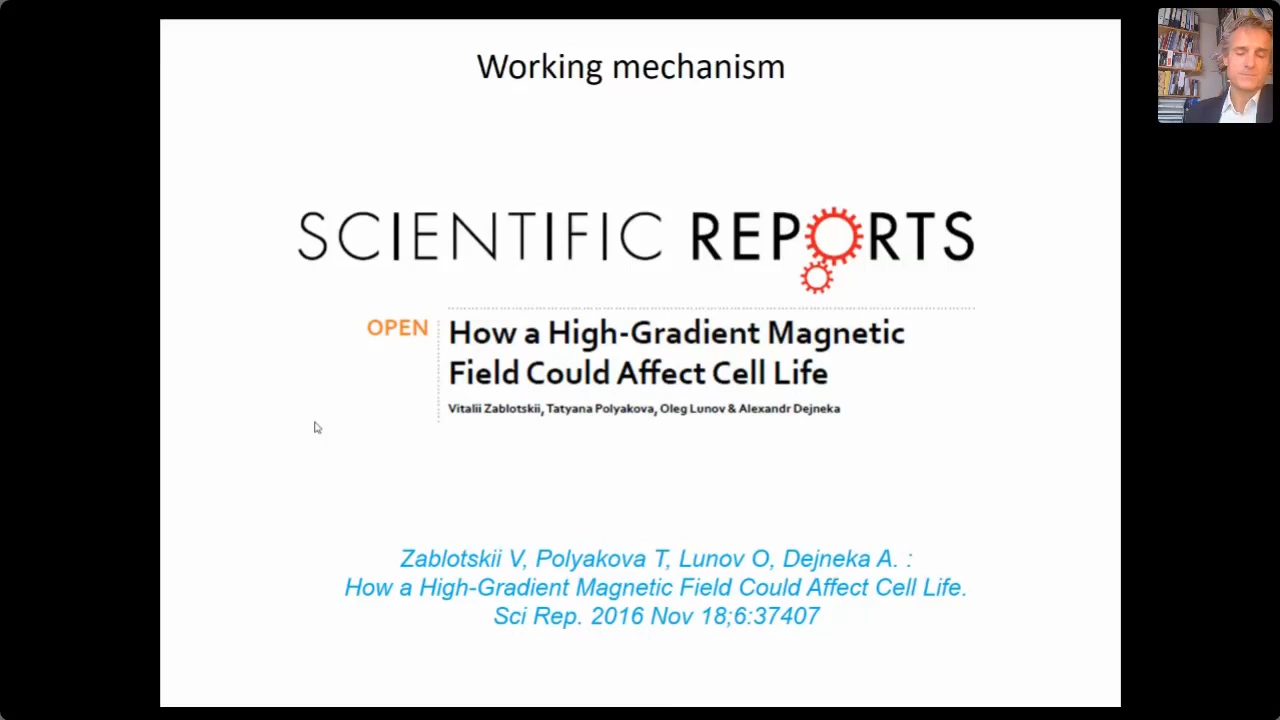 Working mechanism
SCIENTIFIC REPORTS
OPEN
How a High-Gradient Magnetic
Field Could Affect Cell Life
Vitalii Zablotskii, Tatyana Polyakova, Oleg Lunov & Alexandr Dejneka
Zablotskii V, Polyakova T, Lunov O, Dejneka A. :
How a High-Gradient Magnetic Field Could Affect Cell Life.
Sci Rep. 2016 Nov 18;6:37407